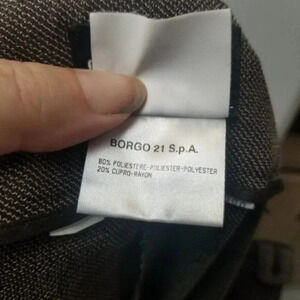 BORGO 21 S.p.A.
80% POLIESTERE-POLIESTER-POLYESTER
20% CUPRO-RAYON